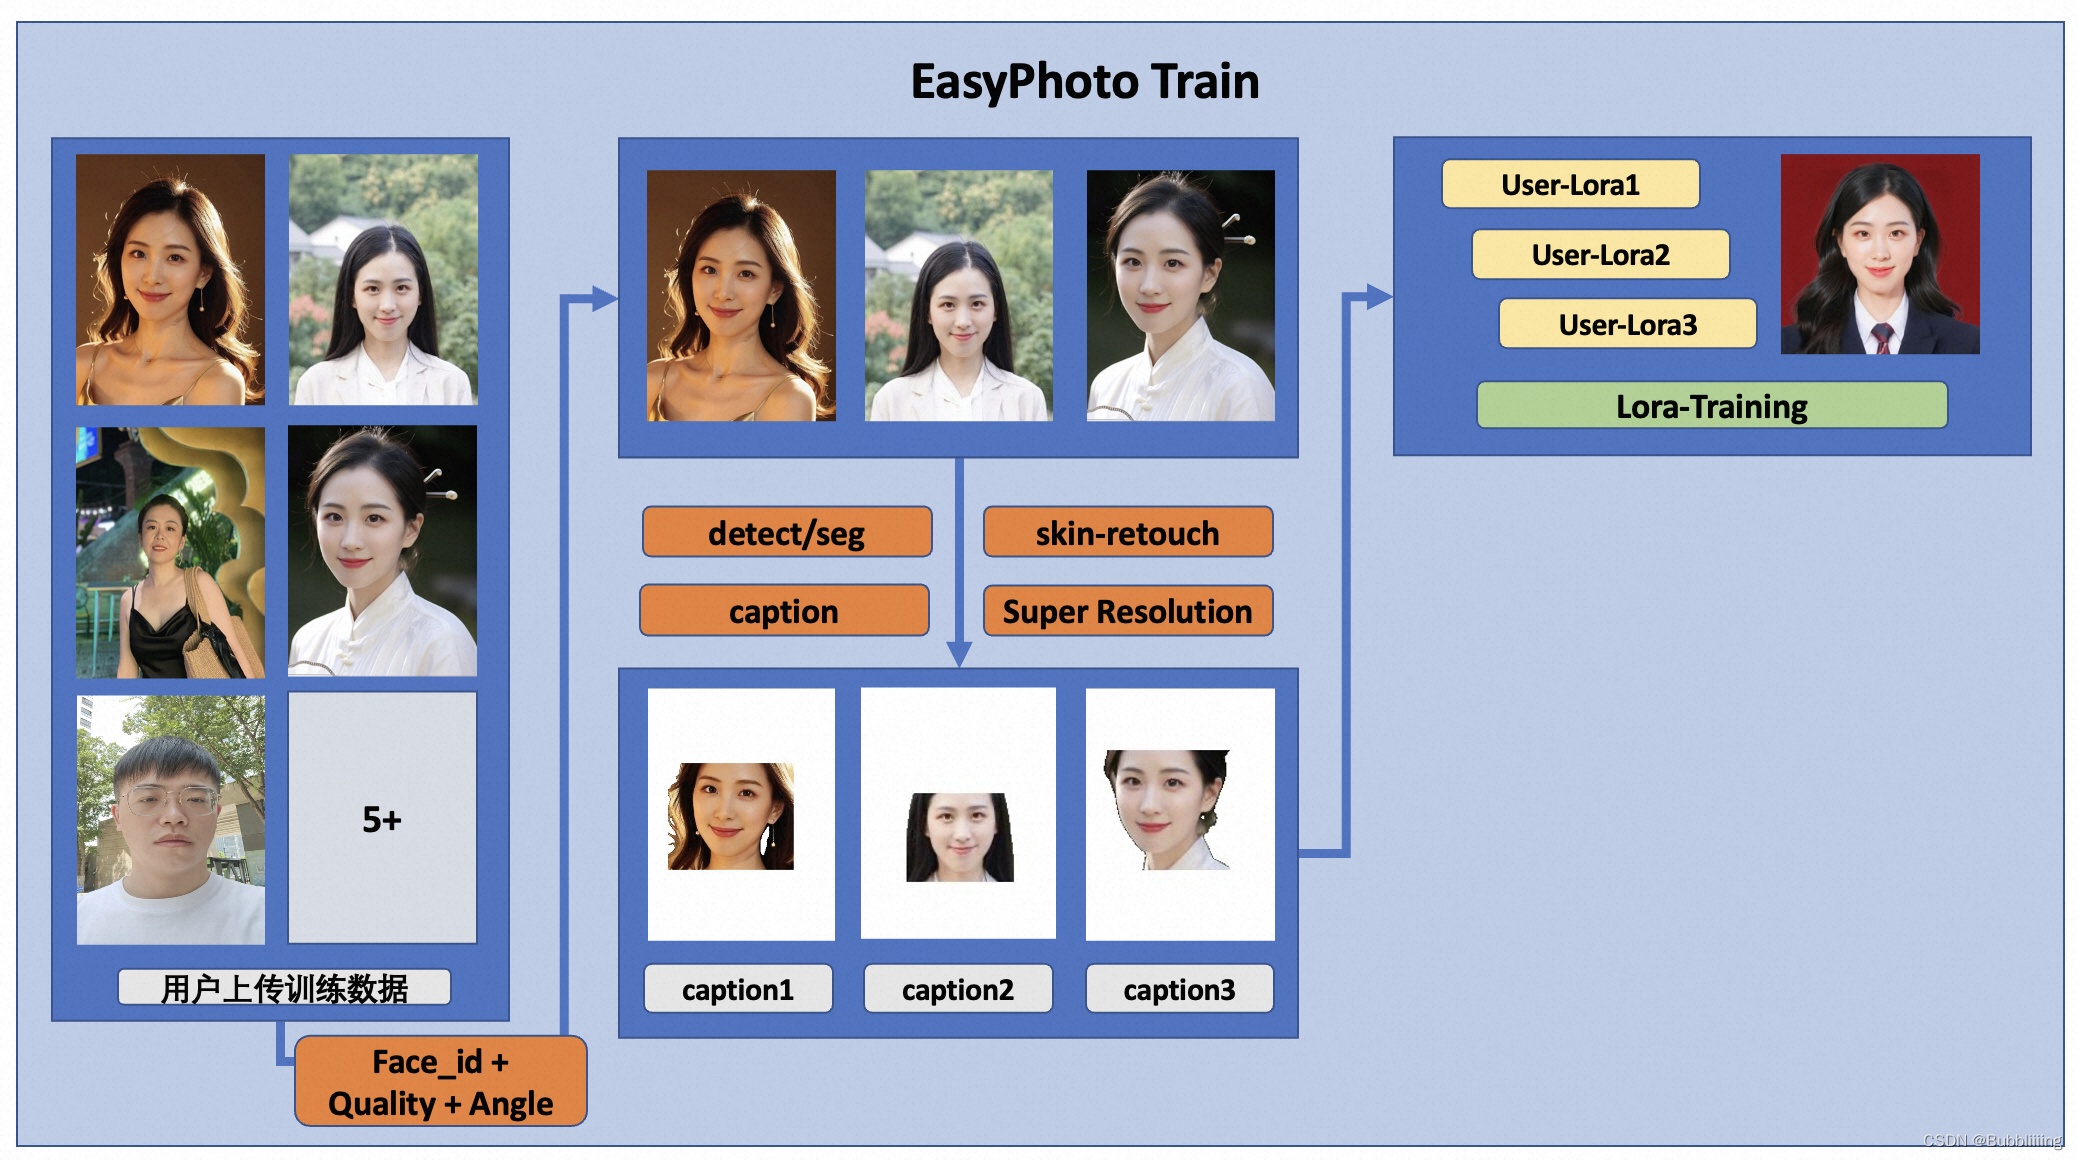 EasyPhoto Train
5+
用户上传训练数据
Face_id +
Quality + Angle
detect/seg
skin-retouch
caption
Super Resolution
caption1
caption2
caption3
User-Lora1
User-Lora2
User-Lora3
Lora-Training
CSDN @Bubbliiiing